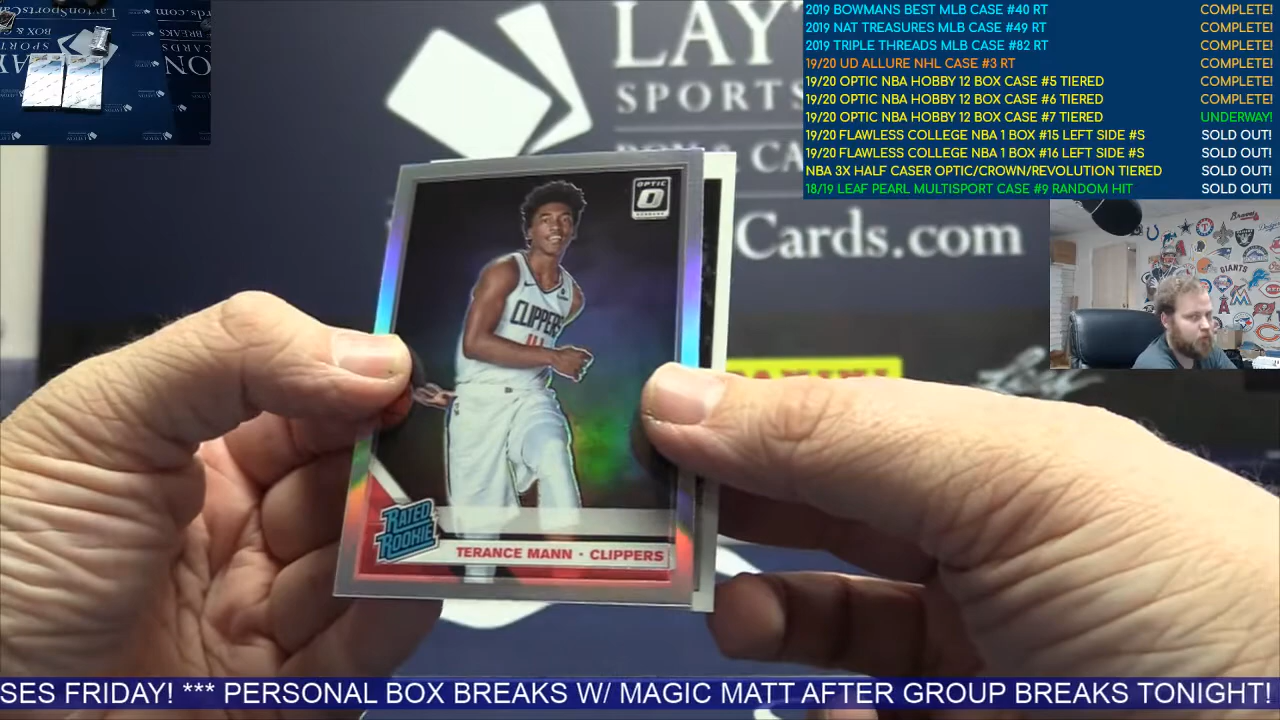 2019 BOWMANS BEST MLB CASE #40 RT COMPLETE!
2019 NAT TREASURES MLB CASE #49 RT COMPLETE!
2019 TRIPLE THREADS MLB CASE #82 RT COMPLETE!
19/20 UD ALLURE NHL CASE #3 RT COMPLETE!
19/20 OPTIC NBA HOBBY 12 BOX CASE #5 TIERED COMPLETE!
19/20 OPTIC NBA HOBBY 12 BOX CASE #6 TIERED COMPLETE!
19/20 OPTIC NBA HOBBY 12 BOX CASE #7 TIERED UNDERWAY!
19/20 FLAWLESS COLLEGE NBA 1 BOX #15 LEFT SIDE #S SOLD OUT!
19/20 FLAWLESS COLLEGE NBA 1 BOX #16 LEFT SIDE #S SOLD OUT!
NBA 3X HALF CASER OPTIC/CROWN/REVOLUTION TIERED SOLD OUT!
18/19 LEAF PEARL MULTISPORT CASE #9 RANDOM HIT SOLD OUT!
LAY
SPORTS
& CA
Cards.com
OPTIC
CLIPPERS
RATED
ROOKIE
TERANCE MANN · CLIPPERS
PANINI
GIANTS
SES FRIDAY! *** PERSONAL BOX BREAKS W/ MAGIC MATT AFTER GROUP BREAKS TONIGHT!